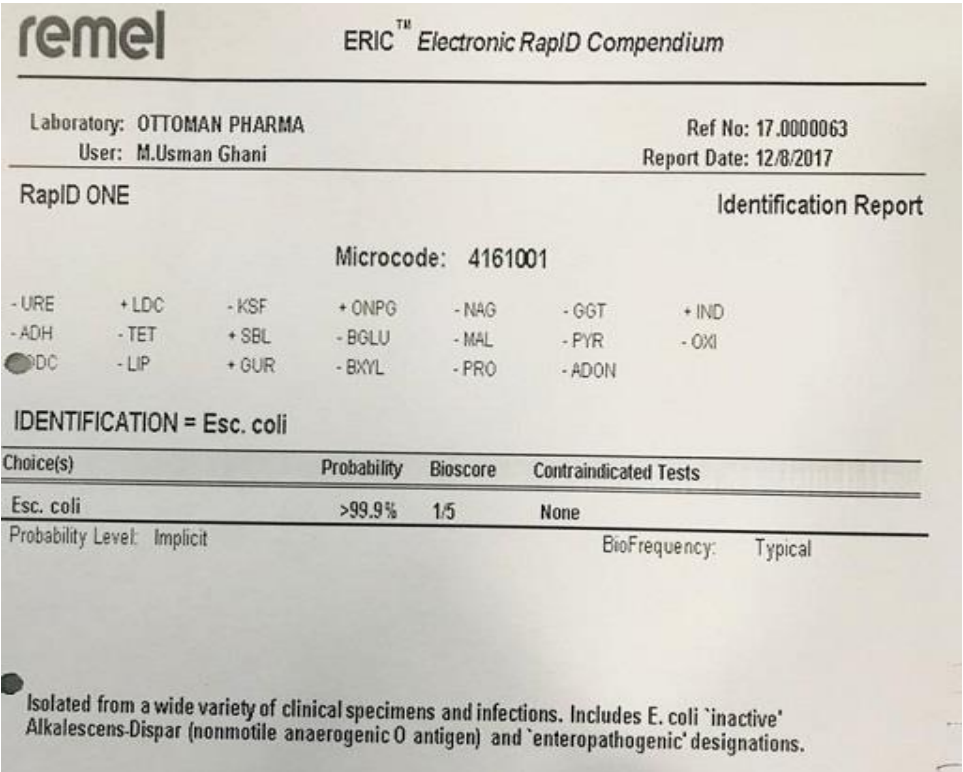 remel
ERIC™ Electronic RapID Compendium
Laboratory: OTTOMAN PHARMA Ref No: 17.0000063
User: M.Usman Ghani Report Date: 12/8/2017
RapID ONE Identification Report
Microcode: 4161001
- URE + LDC - KSF + ONPG - NAG - GGT + IND
- ADH - TET + SBL - BGLU - MAL - PYR - OXI
DC - LIP + GUR - BXYL - PRO - ADON
IDENTIFICATION = Esc. coli
Choice(s) Probability Bioscore Contraindicated Tests
Esc. coli >99.9% 1/5 None
Probability Level: Implicit BioFrequency: Typical
Isolated from a wide variety of clinical specimens and infections. Includes E. coli `inactive'
Alkalescens-Dispar (nonmotile anaerogenic O antigen) and `enteropathogenic' designations.